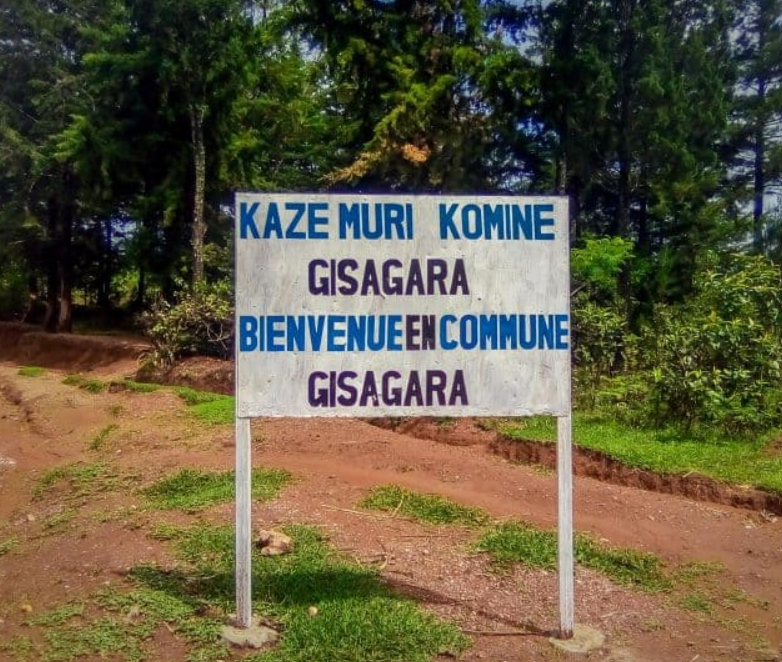 KAZE MURI KOMINE
GISAGARA
BIENVENUE EN COMMUNE
GISAGARA